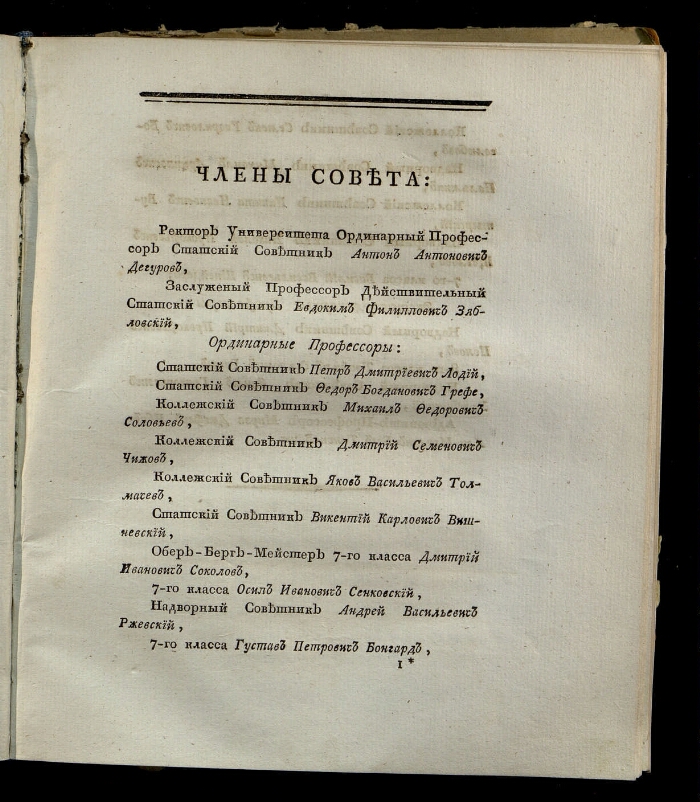 ЧЛЕНЫ СОВѢТА:
Ректоръ Университета Ординарный Профес-
соръ Статскій Совѣтникъ Антонъ Антоновичъ
Дегуровъ,
Заслуженый Профессоръ Дѣйствительный
Статскій Совѣтникъ Евдокимъ Филипповичъ Зяб-
ловскій,
Ординарные Профессоры:
Статскій Совѣтникъ Петръ Дмитріевичъ Лодій,
Статскій Совѣтникъ Ѳедоръ Богдановичъ Грефе,
Коллежскій Совѣтникъ Михаилъ Ѳедоровичъ
Соловьевъ,
Коллежскій Совѣтникъ Дмитрій Семеновичъ
Чижовъ,
Коллежскій Совѣтникъ Яковъ Васильевичъ Тол-
мачевъ,
Статскій Совѣтникъ Викентій Карловичъ Виш-
невскій,
Оберъ-Бергъ-Мейстеръ 7-го класса Дмитрій
Ивановичъ Соколовъ,
7-го класса Осипъ Ивановичъ Сенковскій,
Надворный Совѣтникъ Андрей Васильевичъ
Ржевскій,
7-го класса Густавъ Петровичъ Бонгардъ,
1*